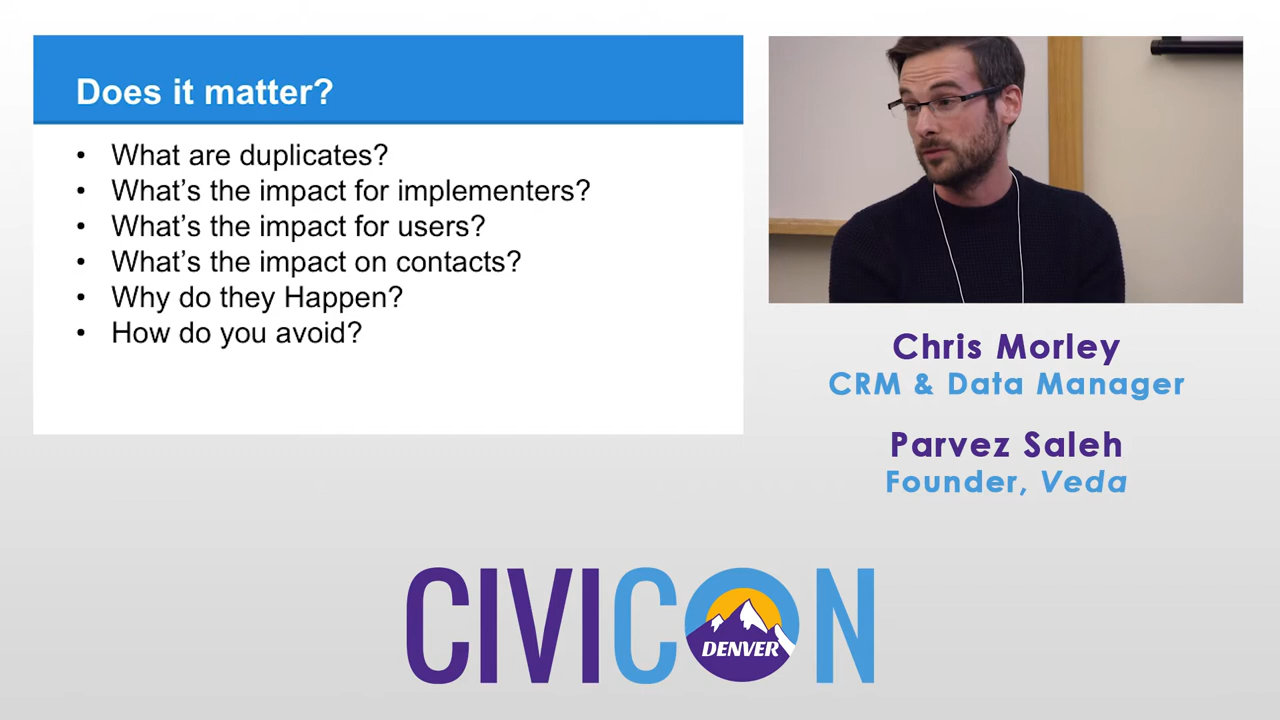 Does it matter?
• What are duplicates?
• What's the impact for implementers?
• What's the impact for users?
• What's the impact on contacts?
• Why do they Happen?
• How do you avoid?
Chris Morley
CRM & Data Manager
Parvez Saleh
Founder, Veda
CIVICON
DENVER